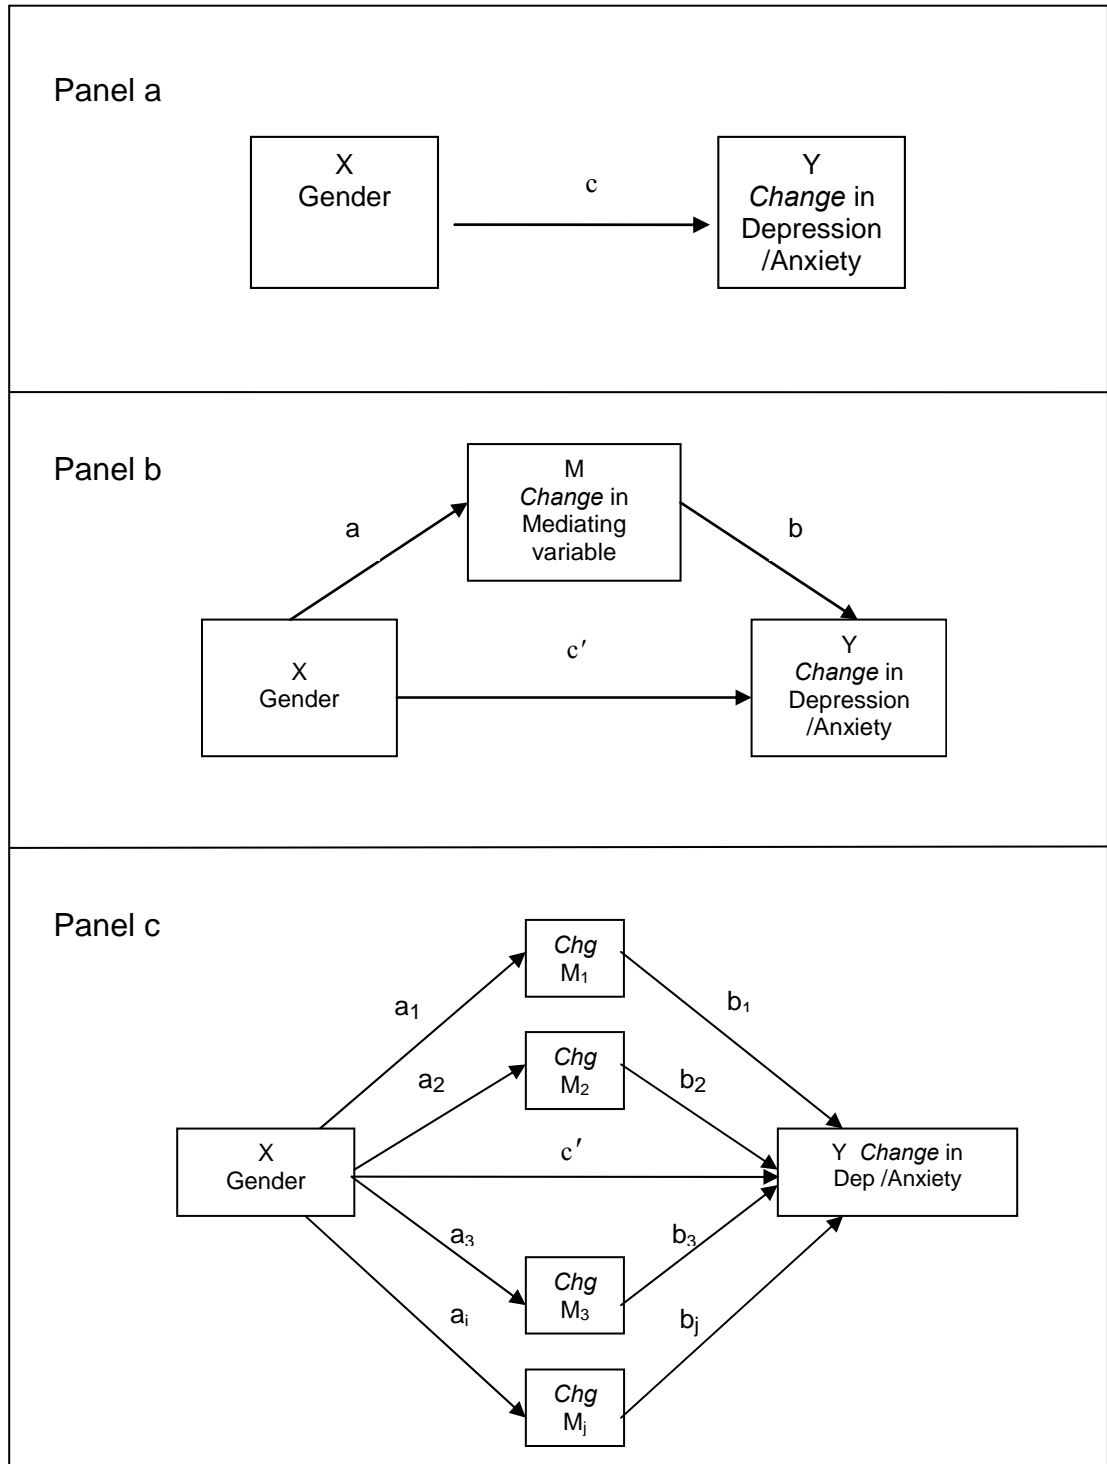 Panel a
X
Gender
c
Y
Change in
Depression
/Anxiety
Panel b
M
Change in
Mediating
variable
a
b
X
Gender
c′
Y
Change in
Depression
/Anxiety
Panel c
Chg
M₁
a₁
b₁
Chg
M₂
a₂
b₂
X
Gender
c′
Y Change in
Dep /Anxiety
a₃
b₃
Chg
M₃
aᵢ
bⱼ
Chg
Mⱼ